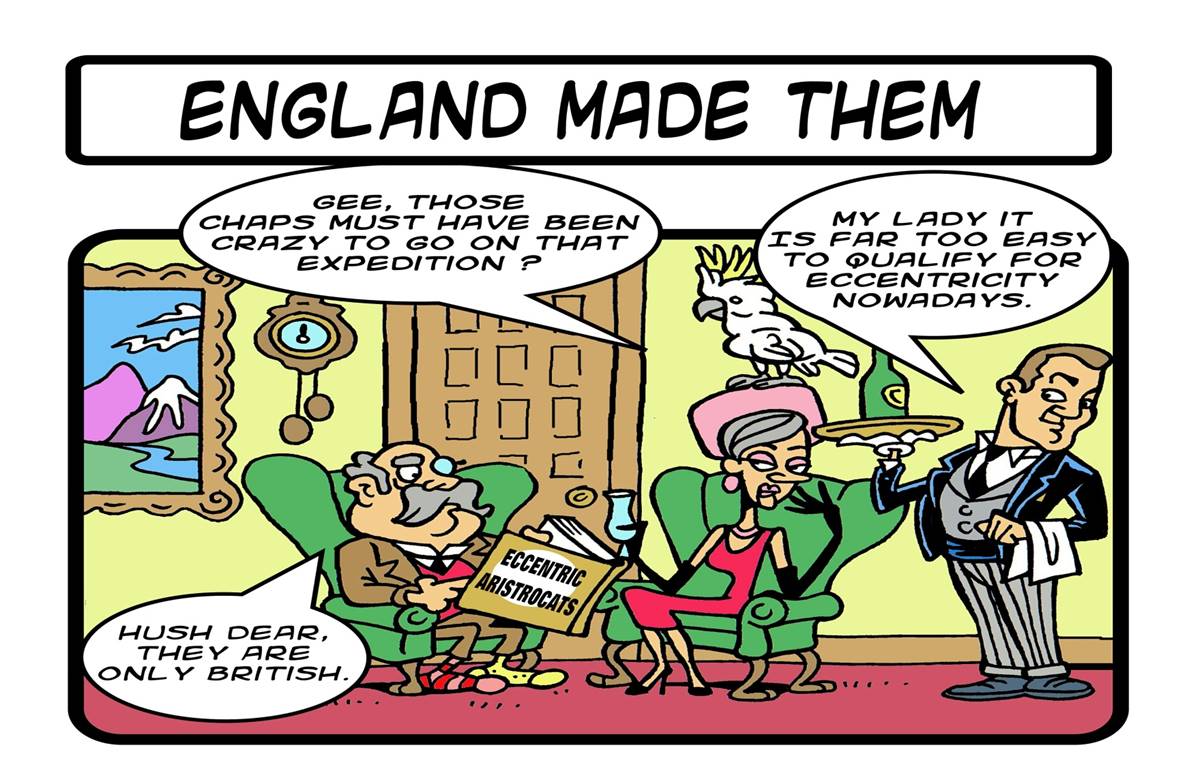 ENGLAND MADE THEM
GEE, THOSE
CHAPS MUST HAVE BEEN
CRAZY TO GO ON THAT
EXPEDITION ?
MY LADY IT
IS FAR TOO EASY
TO QUALIFY FOR
ECCENTRICITY
NOWADAYS.
HUSH DEAR,
THEY ARE
ONLY BRITISH.
ECCENTRIC
ARISTROCATS